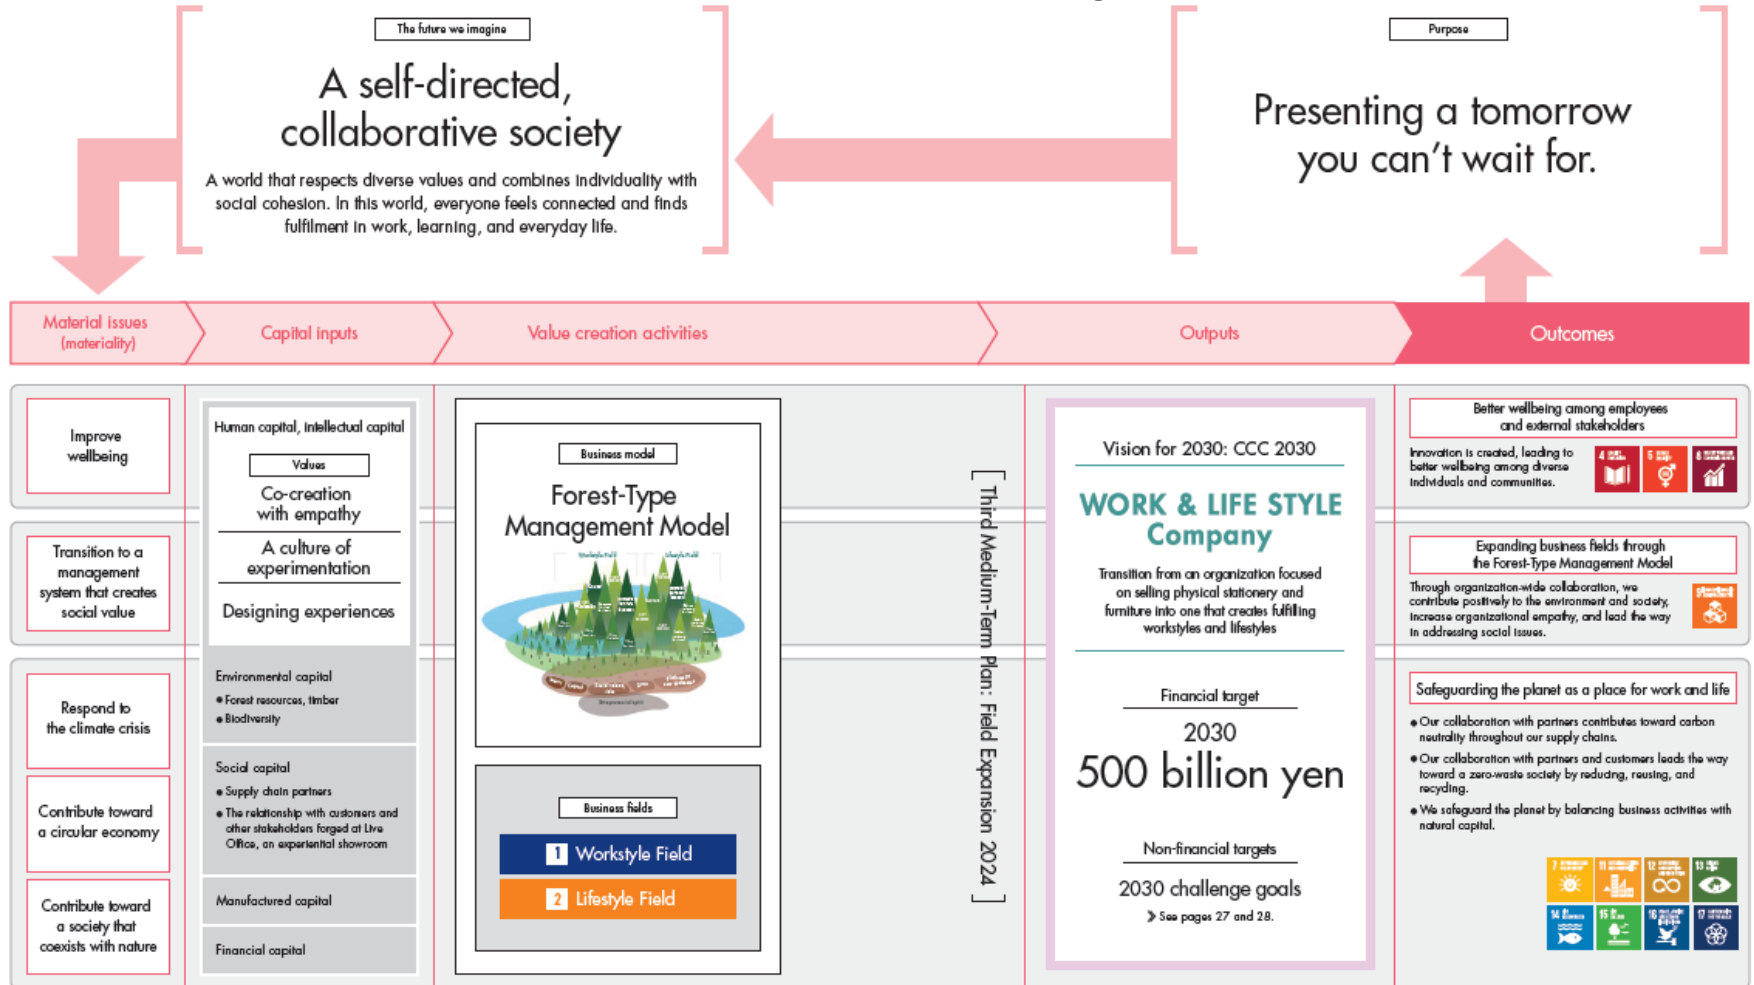 The future we imagine
A self-directed,
collaborative society
A world that respects diverse values and combines individuality with
social cohesion. In this world, everyone feels connected and finds
fulfilment in work, learning, and everyday life.
Purpose
Presenting a tomorrow
you can't wait for.
Material issues
(materiality)
Capital inputs
Value creation activities
Outputs
Outcomes
Improve
wellbeing
Transition to a
management
system that creates
social value
Respond to
the climate crisis
Contribute toward
a circular economy
Contribute toward
a society that
coexists with nature
Human capital, intellectual capital
Values
Co-creation
with empathy
A culture of
experimentation
Designing experiences
Environmental capital
● Forest resources, timber
● Biodiversity
Social capital
● Supply chain partners
● The relationship with customers and
other stakeholders forged at Live
Office, an experiential showroom
Manufactured capital
Financial capital
Business model
Forest-Type
Management Model
Workstyle Field
Lifestyle Field
Business fields
1 Workstyle Field
2 Lifestyle Field
Third Medium-Term Plan: Field Expansion 2024
Vision for 2030: CCC 2030
WORK & LIFE STYLE
Company
Transition from an organization focused
on selling physical stationery and
furniture into one that creates fulfilling
workstyles and lifestyles
Financial target
2030
500 billion yen
Non-financial targets
2030 challenge goals
See pages 27 and 28.
Better wellbeing among employees
and external stakeholders
Innovation is created, leading to
better wellbeing among diverse
individuals and communities.
4
5
8
Expanding business fields through
the Forest-Type Management Model
Through organization-wide collaboration, we
contribute positively to the environment and society,
increase organizational empathy, and lead the way
in addressing social issues.
Safeguarding the planet as a place for work and life
● Our collaboration with partners contributes toward carbon
neutrality throughout our supply chains.
● Our collaboration with partners and customers leads the way
toward a zero-waste society by reducing, reusing, and
recycling.
● We safeguard the planet by balancing business activities with
natural capital.
7
11
12
13
14
15
16
17